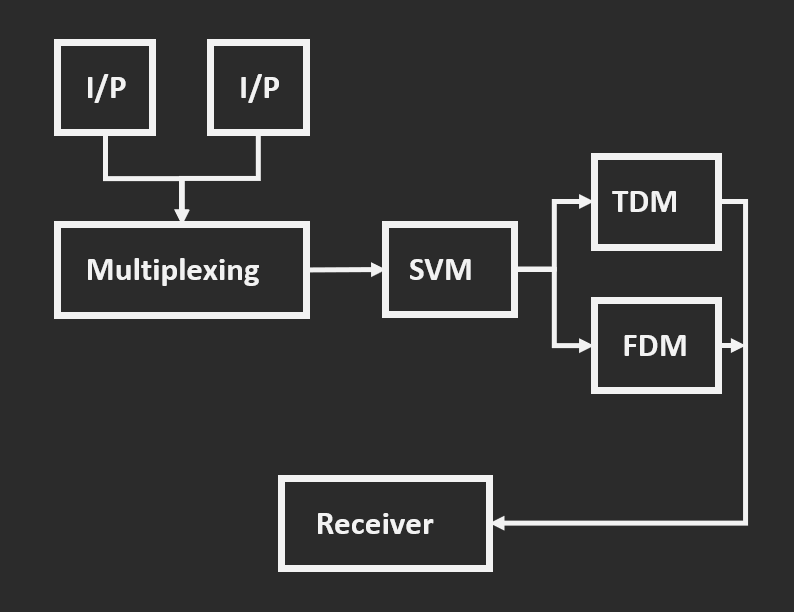 I/P
I/P
Multiplexing
SVM
TDM
FDM
Receiver